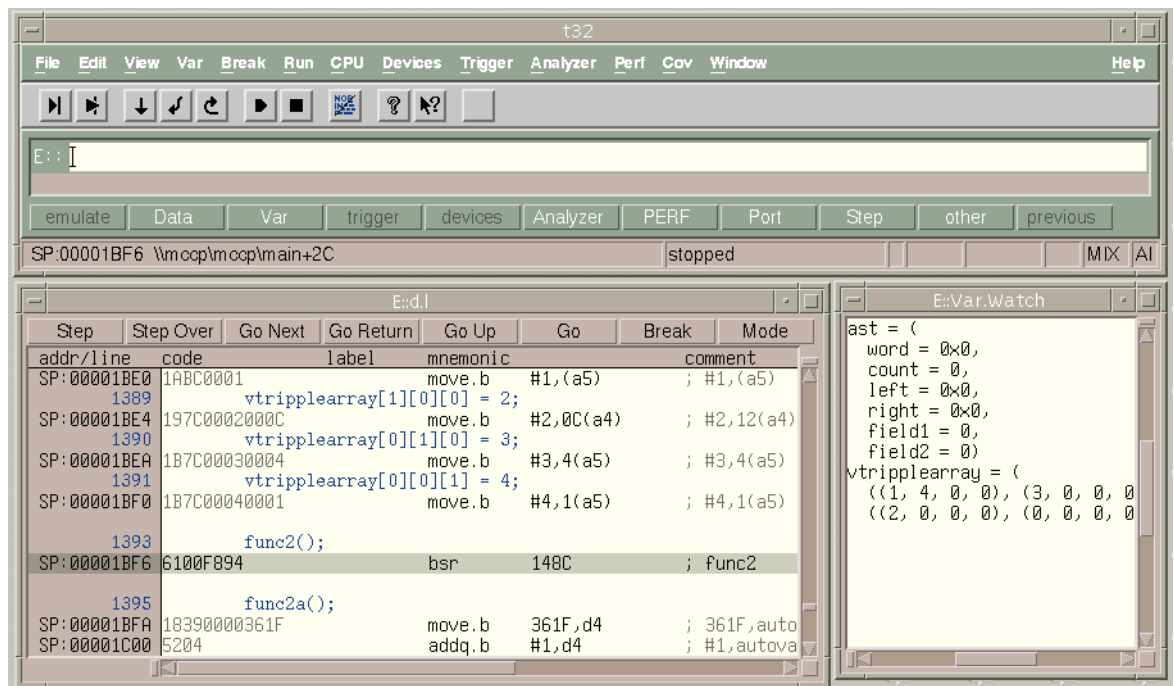 t32
File Edit View Var Break Run CPU Devices Trigger Analyzer Perf Cov Window Help
E::
emulate Data Var trigger devices Analyzer PERF Port Step other previous
SP:00001BF6 \\mccp\mccp\main+2C stopped MIX AI
E::d.l
Step Step Over Go Next Go Return Go Up Go Break Mode
addr/line code label mnemonic comment
SP:00001BE0 1ABC0001 move.b #1,(a5) ; #1,(a5)
1389 vtripplearray[1][0][0] = 2;
SP:00001BE4 197C0002000C move.b #2,0C(a4) ; #2,12(a4)
1390 vtripplearray[0][1][0] = 3;
SP:00001BEA 1B7C00030004 move.b #3,4(a5) ; #3,4(a5)
1391 vtripplearray[0][0][1] = 4;
SP:00001BF0 1B7C00040001 move.b #4,1(a5) ; #4,1(a5)
1393 func2();
SP:00001BF6 6100F894 bsr 148C ; func2
1395 func2a();
SP:00001BFA 18390000361F move.b 361F,d4 ; 361F,auto
SP:00001C00 5204 addq.b #1,d4 ; #1,autova
E::Var.Watch
ast = (
word = 0x0,
count = 0,
left = 0x0,
right = 0x0,
field1 = 0,
field2 = 0)
vtripplearray = (
((1, 4, 0, 0), (3, 0, 0, 0
((2, 0, 0, 0), (0, 0, 0, 0